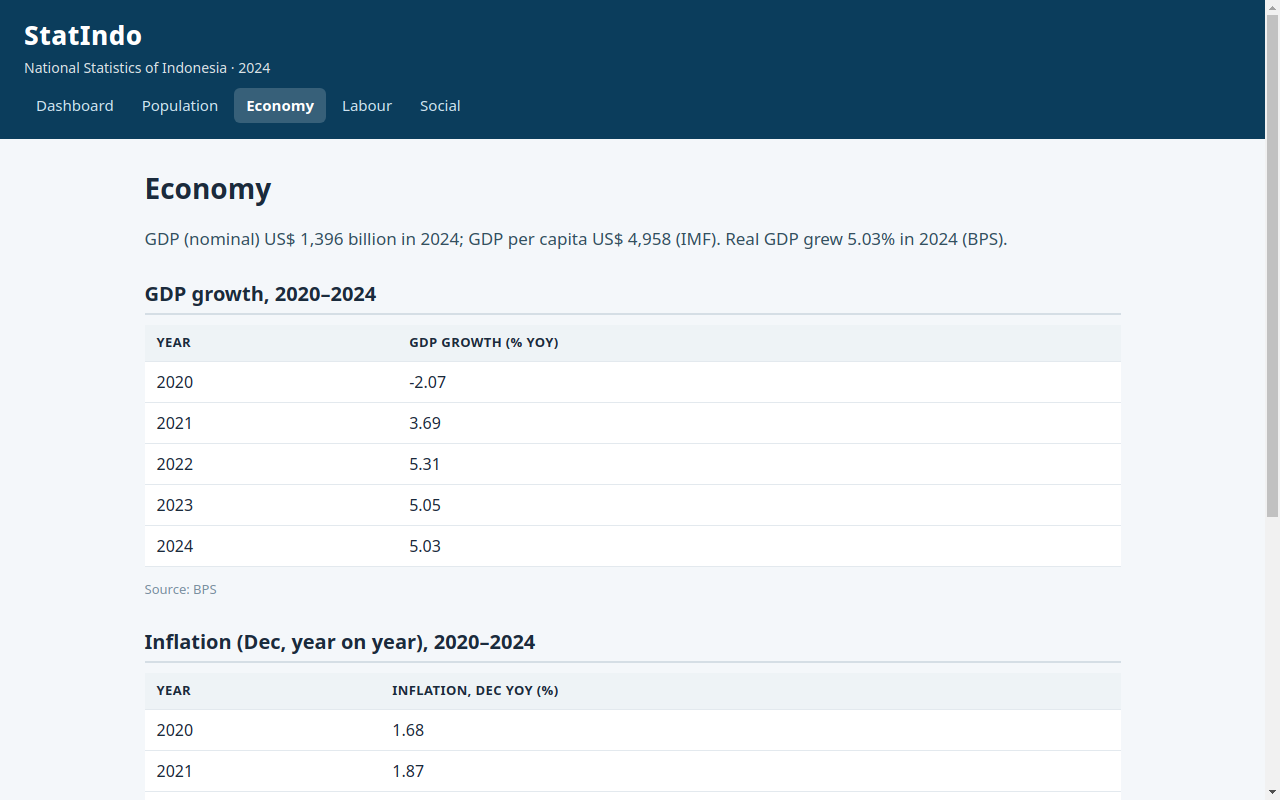 StatIndo
National Statistics of Indonesia · 2024
Dashboard Population Economy Labour Social
Economy
GDP (nominal) US$ 1,396 billion in 2024; GDP per capita US$ 4,958 (IMF). Real GDP grew 5.03% in 2024 (BPS).
GDP growth, 2020–2024
YEAR GDP GROWTH (% YOY)
2020 -2.07
2021 3.69
2022 5.31
2023 5.05
2024 5.03
Source: BPS
Inflation (Dec, year on year), 2020–2024
YEAR INFLATION, DEC YOY (%)
2020 1.68
2021 1.87